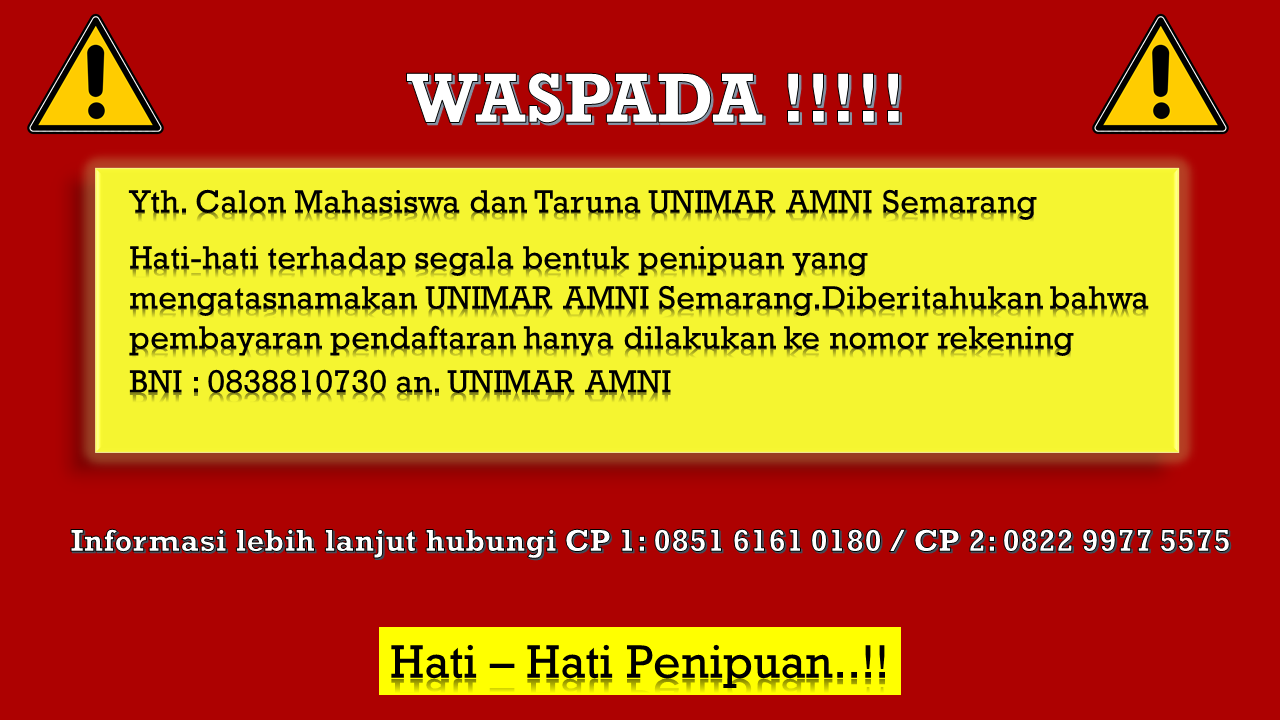 WASPADA !!!!!
Yth. Calon Mahasiswa dan Taruna UNIMAR AMNI Semarang
Hati-hati terhadap segala bentuk penipuan yang
mengatasnamakan UNIMAR AMNI Semarang.Diberitahukan bahwa
pembayaran pendaftaran hanya dilakukan ke nomor rekening
BNI : 0838810730 an. UNIMAR AMNI
Informasi lebih lanjut hubungi CP 1: 0851 6161 0180 / CP 2: 0822 9977 5575
Hati – Hati Penipuan..!!